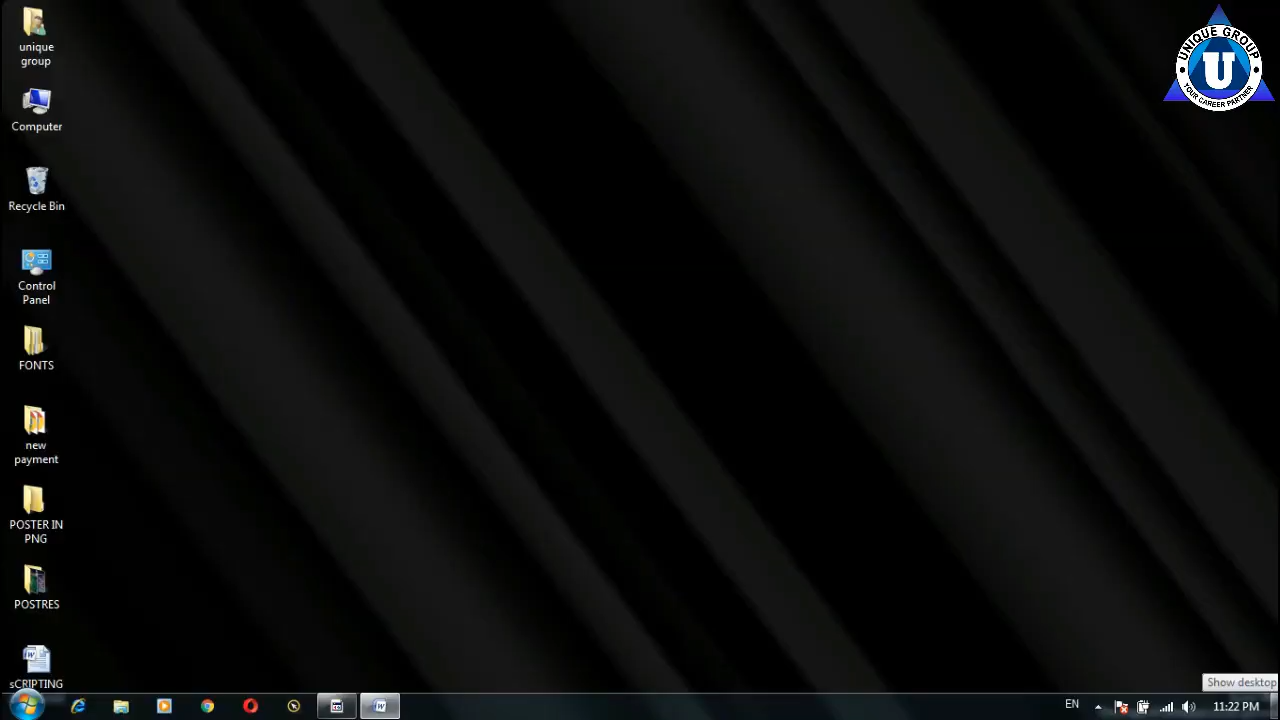 unique
group
Computer
Recycle Bin
Control
Panel
FONTS
new
payment
POSTER IN
PNG
POSTRES
sCRIPTING
UNIQUE GROUP
U
YOUR CAREER PARTNER
Show desktop
EN
11:22 PM